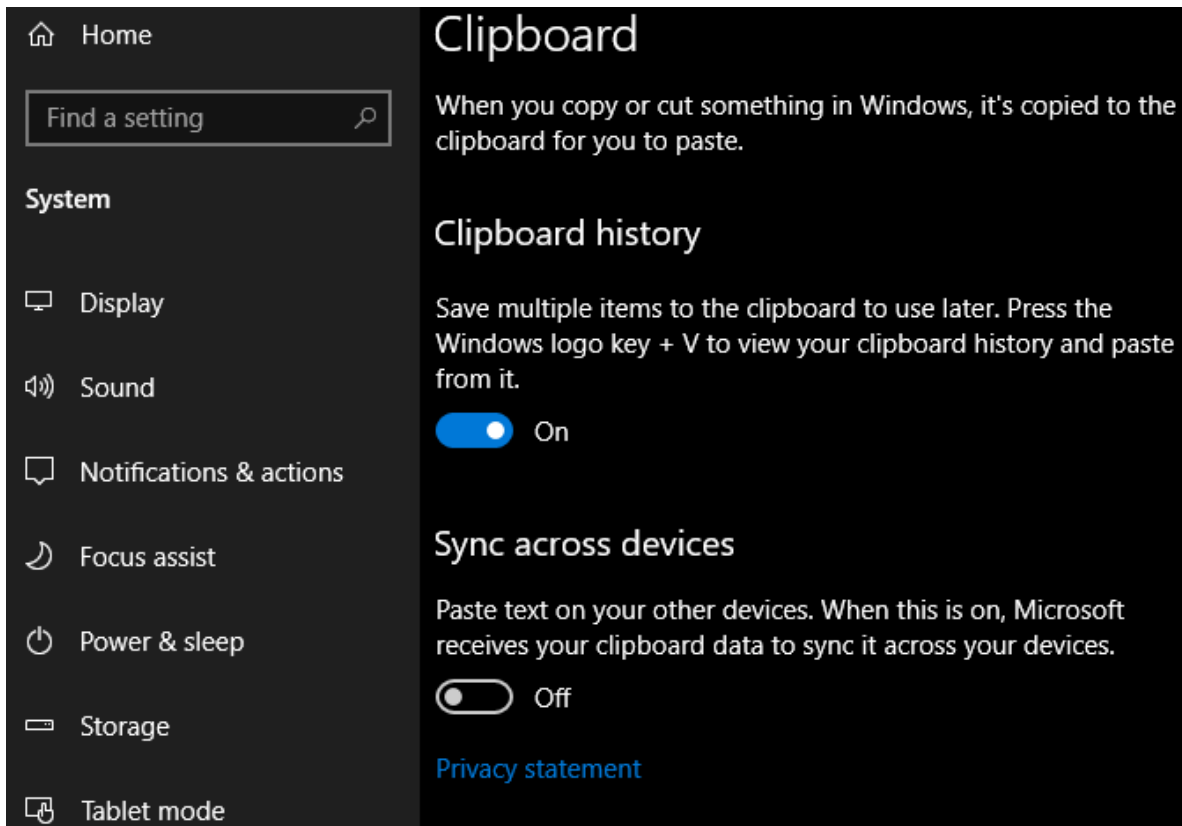 Home
Find a setting
System
Display
Sound
Notifications & actions
Focus assist
Power & sleep
Storage
Tablet mode
Clipboard
When you copy or cut something in Windows, it's copied to the
clipboard for you to paste.
Clipboard history
Save multiple items to the clipboard to use later. Press the
Windows logo key + V to view your clipboard history and paste
from it.
On
Sync across devices
Paste text on your other devices. When this is on, Microsoft
receives your clipboard data to sync it across your devices.
Off
Privacy statement